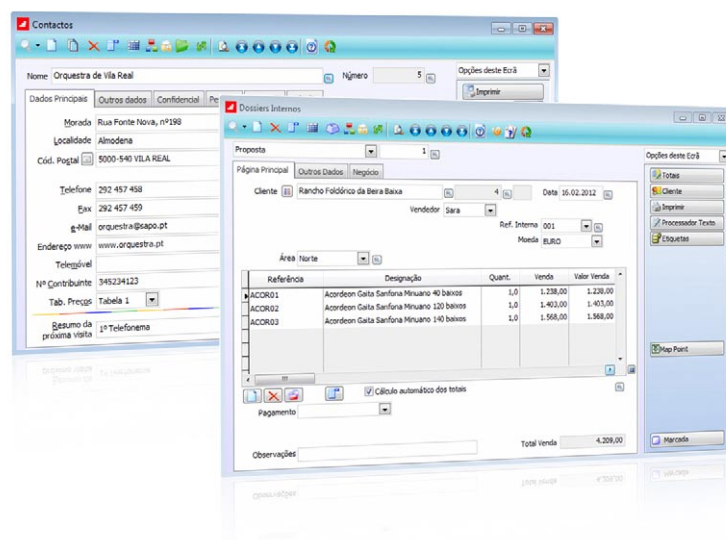 Contactos
Nome Orquestra de Vila Real Número 5 Opções deste Ecrã
Imprimir
Dados Principais Outros dados Confidencial
Morada Rua Fonte Nova, nº198
Localidade Almodena
Cód. Postal 5000-540 VILA REAL
Telefone 292 457 458
Fax 292 457 459
e-Mail orquestra@sapo.pt
Endereço www www.orquestra.pt
Telemóvel
Nº Contribuinte 345234123
Tab. Preços Tabela 1
Resumo da próxima visita 1º Telefonema
Dossiers Internos
Proposta 1 Opções deste Ecrã
Página Principal Outros Dados Negócio
Cliente Rancho Foldórico da Beira Baixa 4 Data 16.02.2012
Vendedor Sara
Ref. Interna 001
Moeda EURO
Área Norte
Referência Designação Quant. Venda Valor Venda
ACOR01 Acordeon Gaita Sanfona Minuano 40 baixos 1,0 1.238,00 1.238,00
ACOR02 Acordeon Gaita Sanfona Minuano 120 baixos 1,0 1.403,00 1.403,00
ACOR03 Acordeon Gaita Sanfona Minuano 140 baixos 1,0 1.568,00 1.568,00
Cálculo automático dos totais
Pagamento
Total Venda 4.209,00
Observações
Totais
Cliente
Imprimir
Processador Texto
Etiquetas
Map Point
Marcada